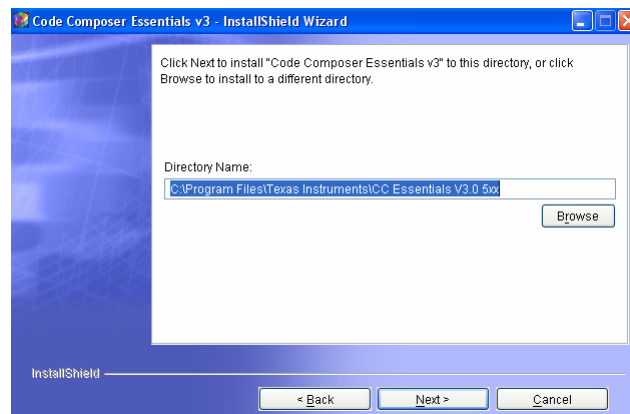 Code Composer Essentials v3 - InstallShield Wizard
Click Next to install "Code Composer Essentials v3" to this directory, or click
Browse to install to a different directory.
Directory Name:
C:\Program Files\Texas Instruments\CC Essentials V3.0 5xx
Browse
InstallShield
< Back
Next >
Cancel